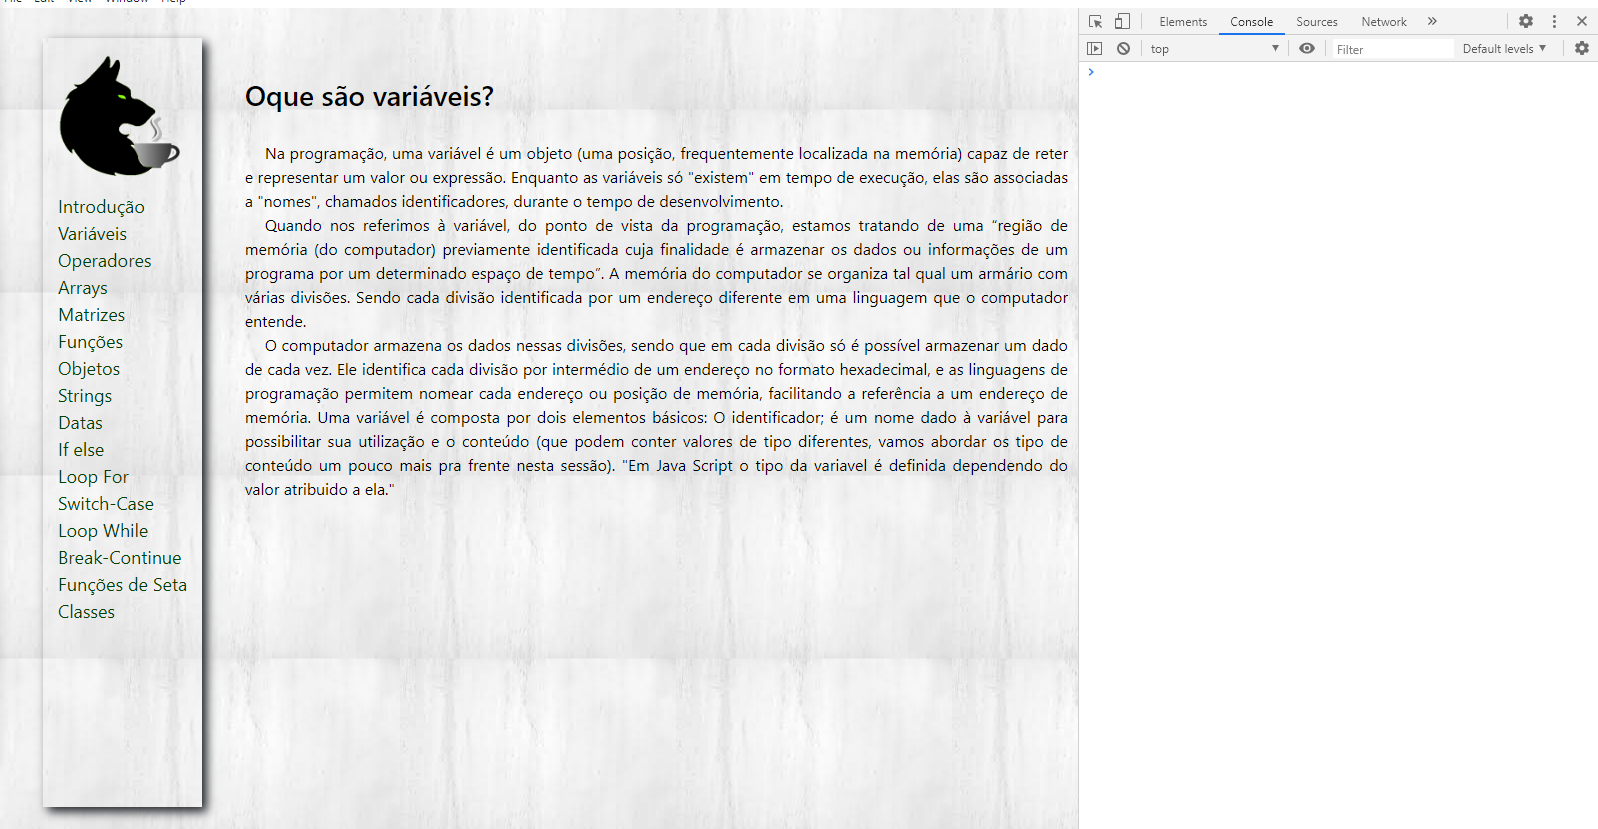 File Edit View Window Help
Elements Console Sources Network »
top Filter Default levels
Oque são variáveis?
Na programação, uma variável é um objeto (uma posição, frequentemente localizada na memória) capaz de reter
e representar um valor ou expressão. Enquanto as variáveis só "existem" em tempo de execução, elas são associadas
a "nomes", chamados identificadores, durante o tempo de desenvolvimento.
Quando nos referimos à variável, do ponto de vista da programação, estamos tratando de uma “região de
memória (do computador) previamente identificada cuja finalidade é armazenar os dados ou informações de um
programa por um determinado espaço de tempo”. A memória do computador se organiza tal qual um armário com
várias divisões. Sendo cada divisão identificada por um endereço diferente em uma linguagem que o computador
entende.
O computador armazena os dados nessas divisões, sendo que em cada divisão só é possível armazenar um dado
de cada vez. Ele identifica cada divisão por intermédio de um endereço no formato hexadecimal, e as linguagens de
programação permitem nomear cada endereço ou posição de memória, facilitando a referência a um endereço de
memória. Uma variável é composta por dois elementos básicos: O identificador; é um nome dado à variável para
possibilitar sua utilização e o conteúdo (que podem conter valores de tipo diferentes, vamos abordar os tipo de
conteúdo um pouco mais pra frente nesta sessão). "Em Java Script o tipo da variavel é definida dependendo do
valor atribuido a ela."
Introdução
Variáveis
Operadores
Arrays
Matrizes
Funções
Objetos
Strings
Datas
If else
Loop For
Switch-Case
Loop While
Break-Continue
Funções de Seta
Classes